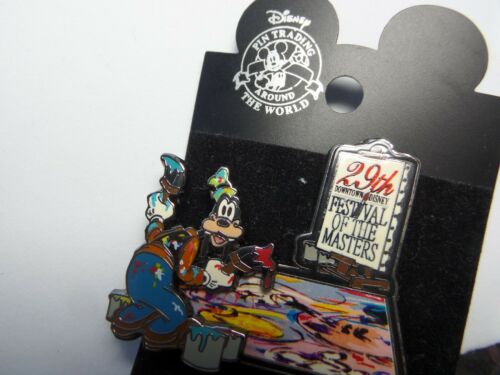 Disney
PIN TRADING
AROUND
THE WORLD
29th
DOWNTOWN DISNEY
FESTIVAL
OF THE
MASTERS